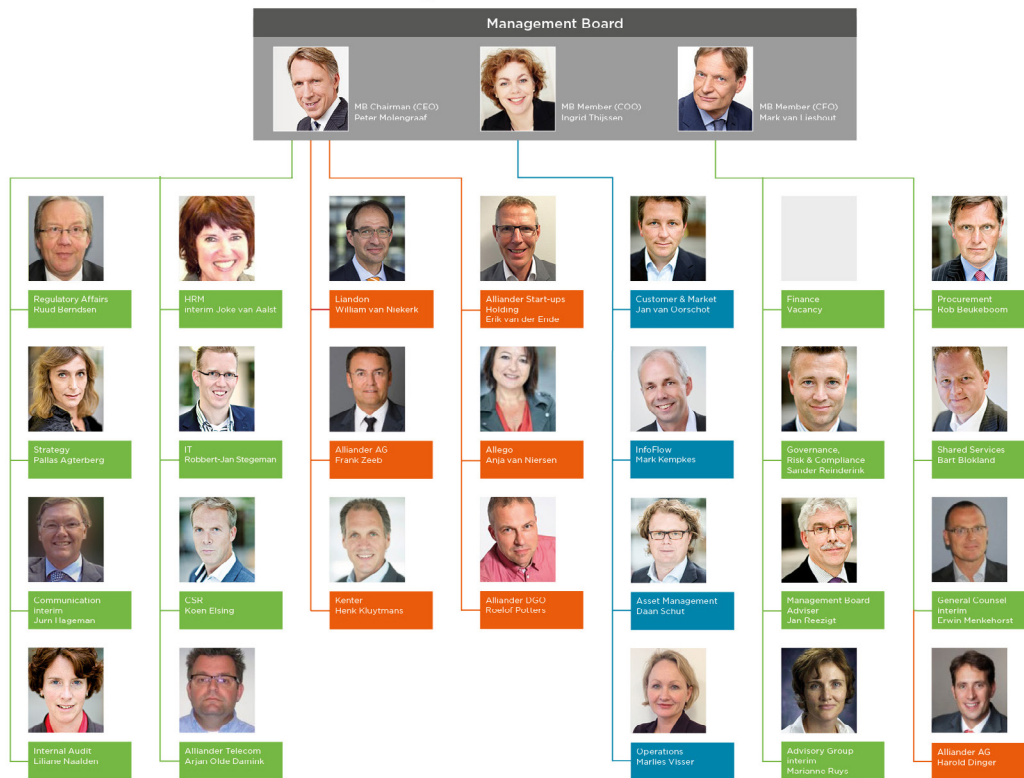 Management Board
MB Chairman (CEO)
Peter Molengraaf
MB Member (COO)
Ingrid Thijssen
MB Member (CFO)
Mark van Lieshout
Regulatory Affairs
Ruud Berndsen
HRM
interim Joke van Aalst
Liandon
William van Niekerk
Alliander Start-ups
Holding
Erik van der Ende
Customer & Market
Jan van Oorschot
Finance
Vacancy
Procurement
Rob Beukeboom
Strategy
Pallas Agterberg
IT
Robbert-Jan Stegeman
Alliander AG
Frank Zeeb
Allego
Anja van Niersen
InfoFlow
Mark Kempkes
Governance,
Risk & Compliance
Sander Reinderink
Shared Services
Bart Blokland
Communication
interim
Jurn Hageman
CSR
Koen Eising
Kenter
Henk Kluytmans
Alliander DGO
Roelof Potters
Asset Management
Daan Schut
Management Board
Adviser
Jan Reezigt
General Counsel
interim
Erwin Menkehorst
Internal Audit
Liliane Naalden
Alliander Telecom
Arjan Olde Damink
Operations
Marlies Visser
Advisory Group
interim
Marianne Ruys
Alliander AG
Harold Dinger